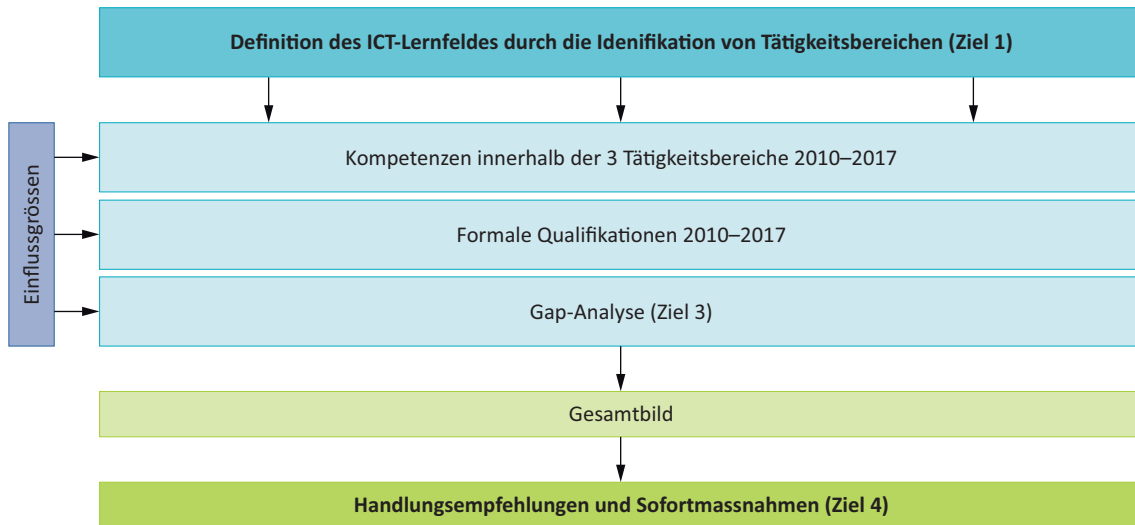 Definition des ICT-Lernfeldes durch die Idenifikation von Tätigkeitsbereichen (Ziel 1)
Einflussgrössen
Kompetenzen innerhalb der 3 Tätigkeitsbereiche 2010–2017
Formale Qualifikationen 2010–2017
Gap-Analyse (Ziel 3)
Gesamtbild
Handlungsempfehlungen und Sofortmassnahmen (Ziel 4)